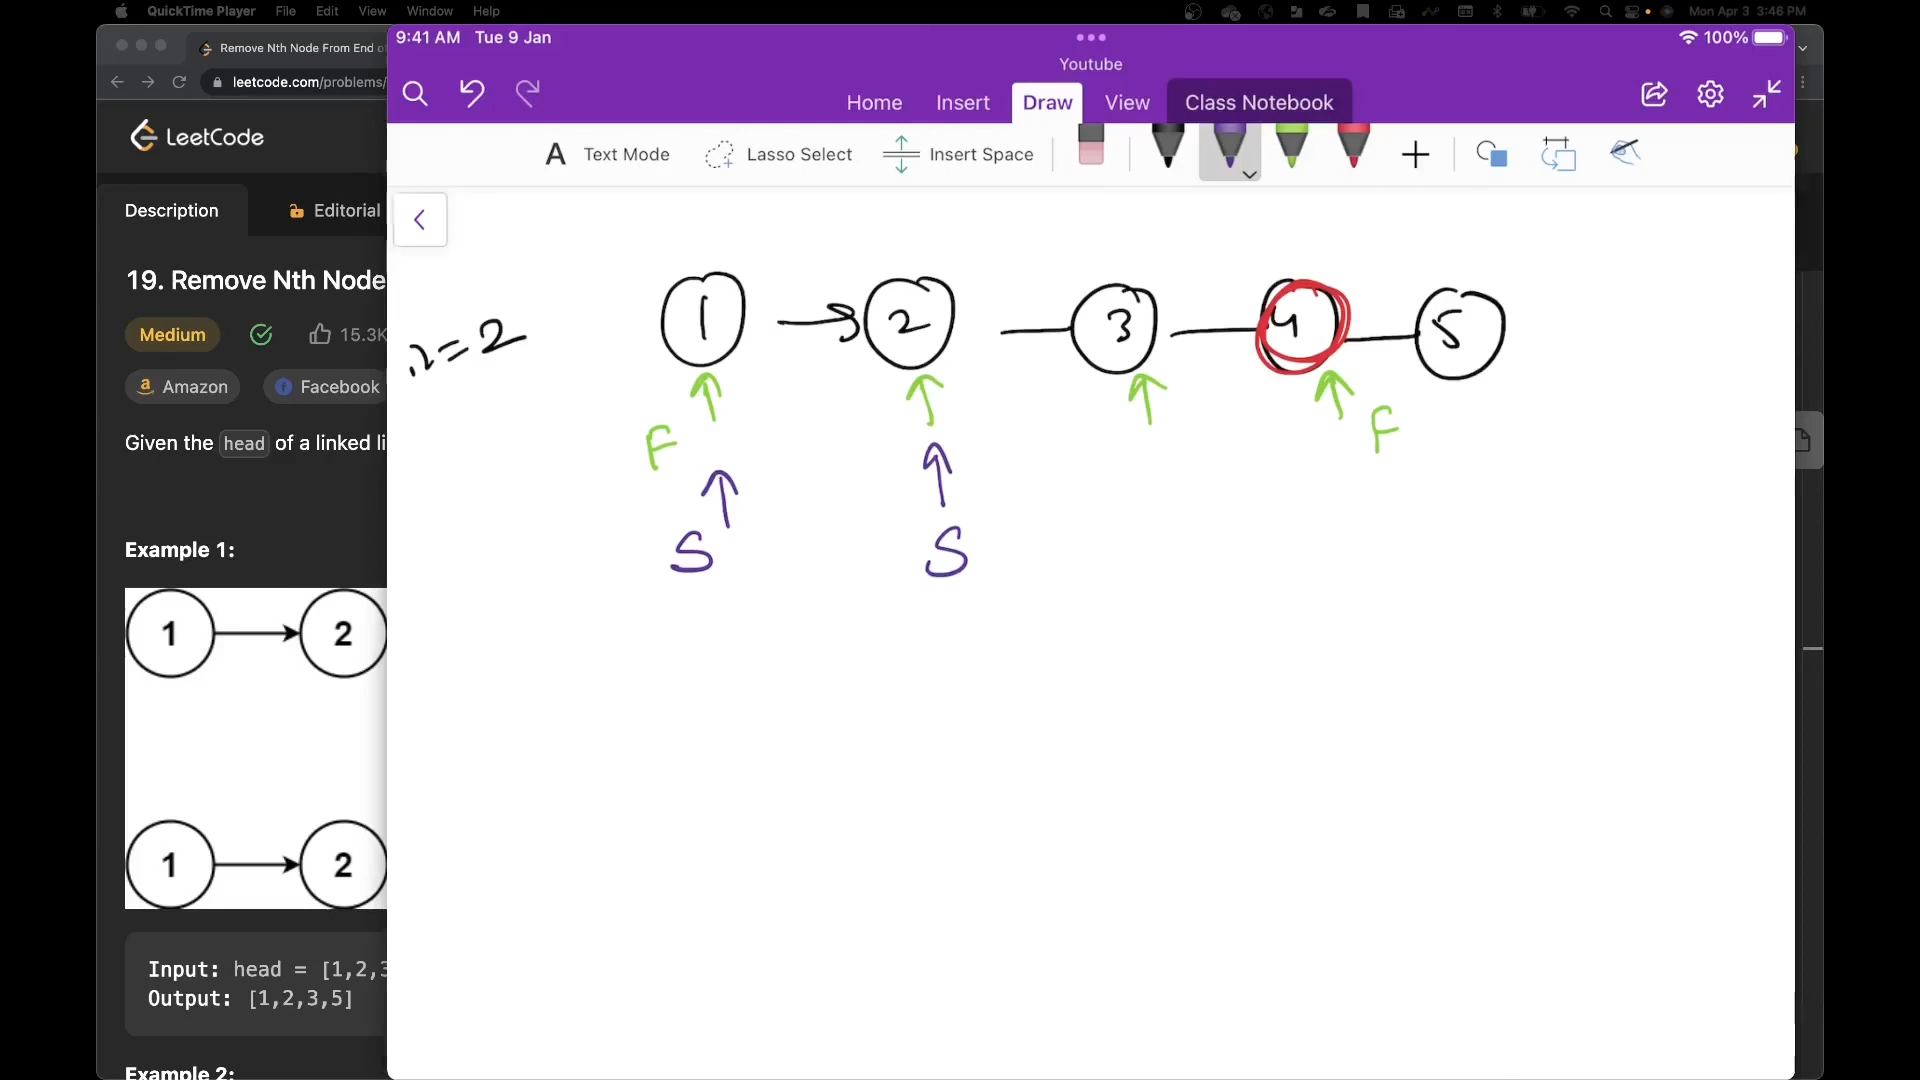 QuickTime Player File Edit View Window Help Mon Apr 3 3:46 PM
Remove Nth Node From End o
leetcode.com/problems/
9:41 AM Tue 9 Jan
100%
Youtube
Home Insert Draw View Class Notebook
A Text Mode Lasso Select Insert Space
LeetCode
Description Editorial
19. Remove Nth Node
Medium 15.3K
Amazon Facebook
Given the head of a linked li
Example 1:
1 2
1 2
Input: head = [1,2,3
Output: [1,2,3,5]
Example 2:
n=2
1 2 3 4 5
F F
S S